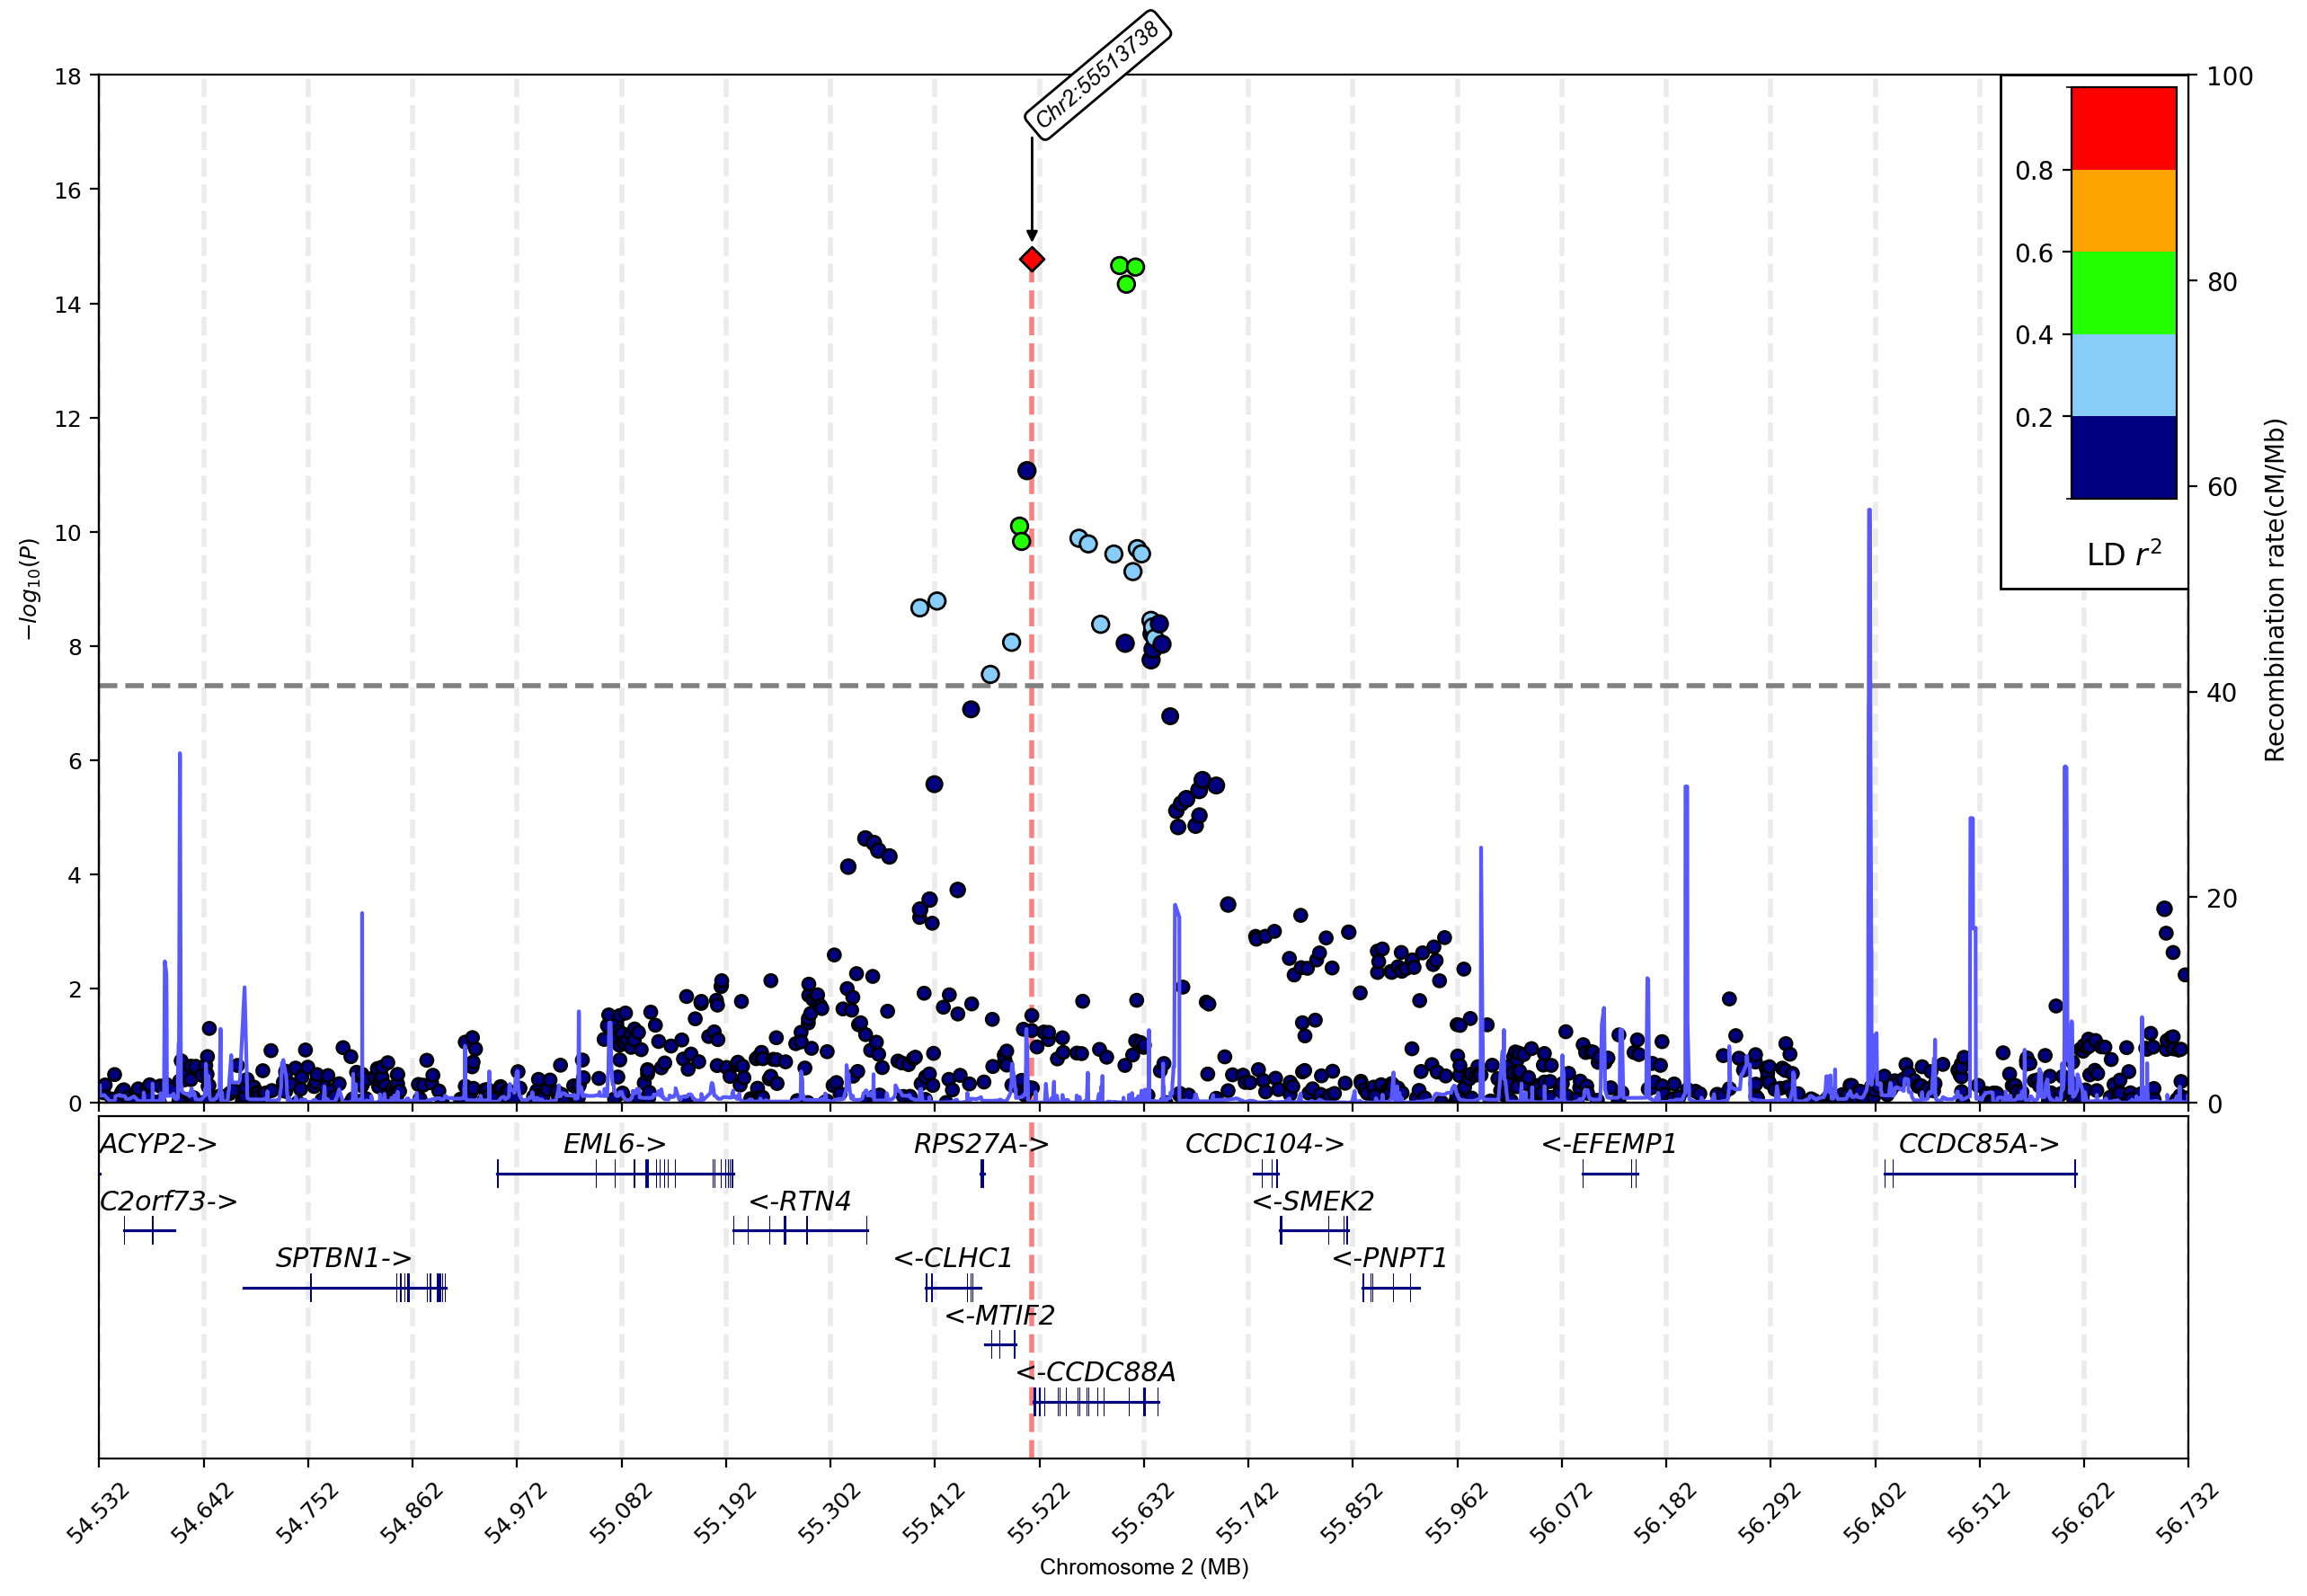 Chr2:55513738
18
16
14
12
10
8
6
4
2
0
−log10(P)
100
80
60
40
20
0
Recombination rate(cM/Mb)
0.8
0.6
0.4
0.2
LD r²
ACYP2->
EML6->
RPS27A->
CCDC104->
<-EFEMP1
CCDC85A->
C2orf73->
<-RTN4
<-SMEK2
SPTBN1->
<-CLHC1
<-PNPT1
<-MTIF2
<-CCDC88A
54.532
54.642
54.752
54.862
54.972
55.082
55.192
55.302
55.412
55.522
55.632
55.742
55.852
55.962
56.072
56.182
56.292
56.402
56.512
56.622
56.732
Chromosome 2 (MB)